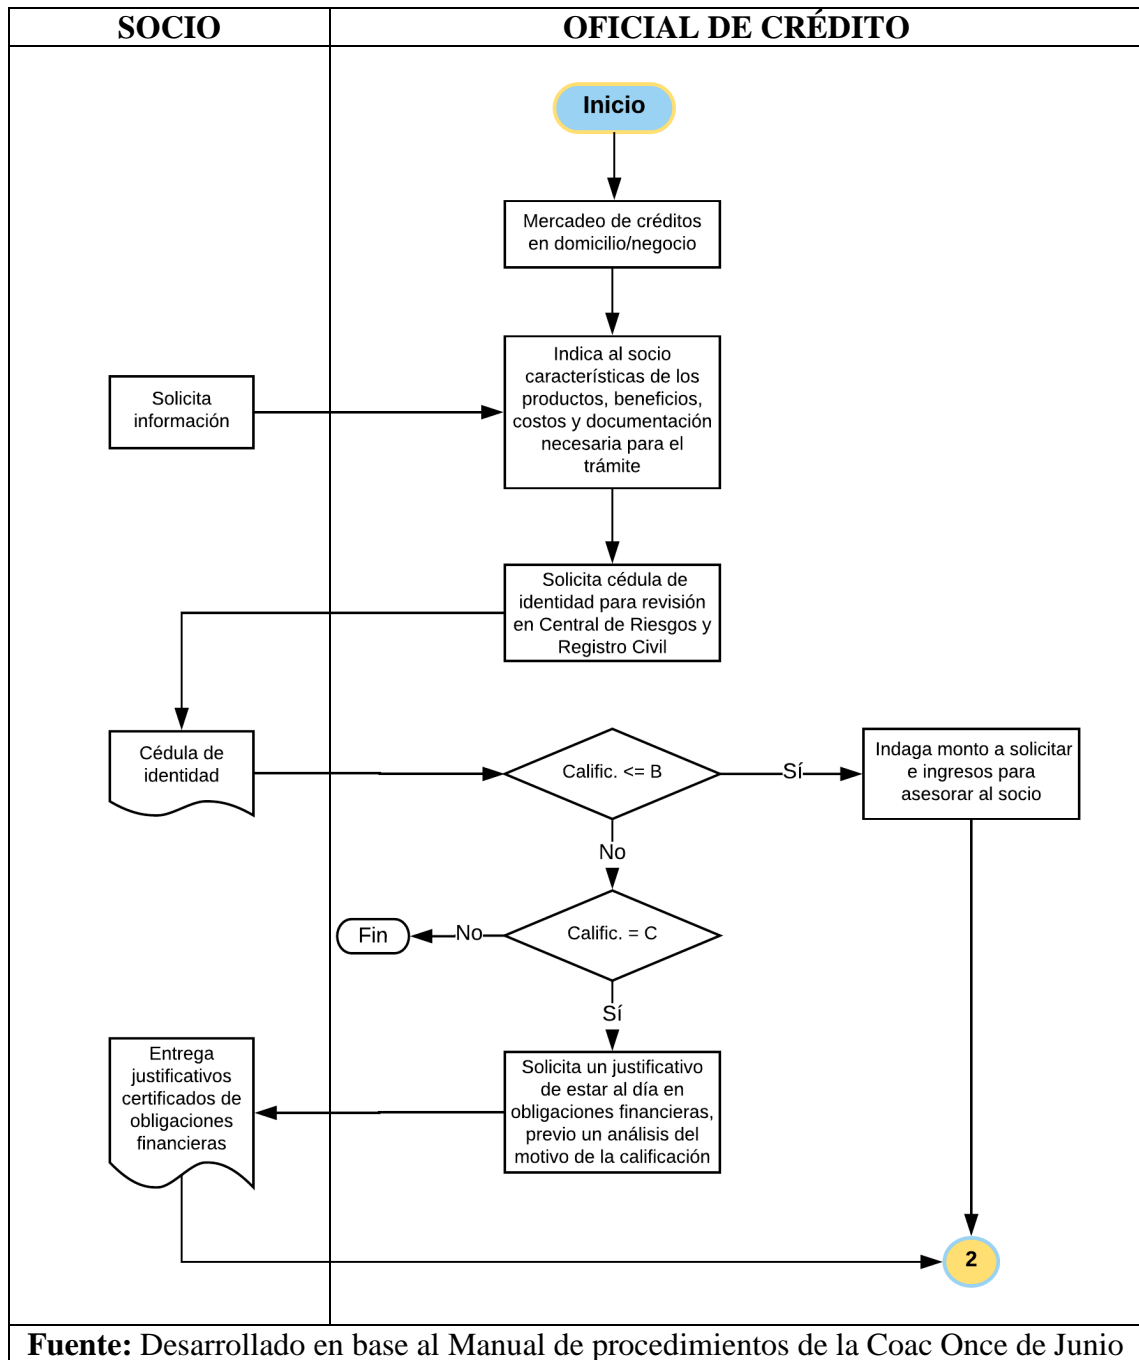 SOCIO
OFICIAL DE CRÉDITO
Inicio
Mercadeo de créditos
en domicilio/negocio
Indica al socio
características de los
productos, beneficios,
costos y documentación
necesaria para el
trámite
Solicita
información
Solicita cédula de
identidad para revisión
en Central de Riesgos y
Registro Civil
Cédula de
identidad
Calific. <= B
Sí
Indaga monto a solicitar
e ingresos para
asesorar al socio
No
Calific. = C
No
Fin
Sí
Solicita un justificativo
de estar al día en
obligaciones financieras,
previo un análisis del
motivo de la calificación
Entrega
justificativos
certificados de
obligaciones
financieras
2
Fuente: Desarrollado en base al Manual de procedimientos de la Coac Once de Junio